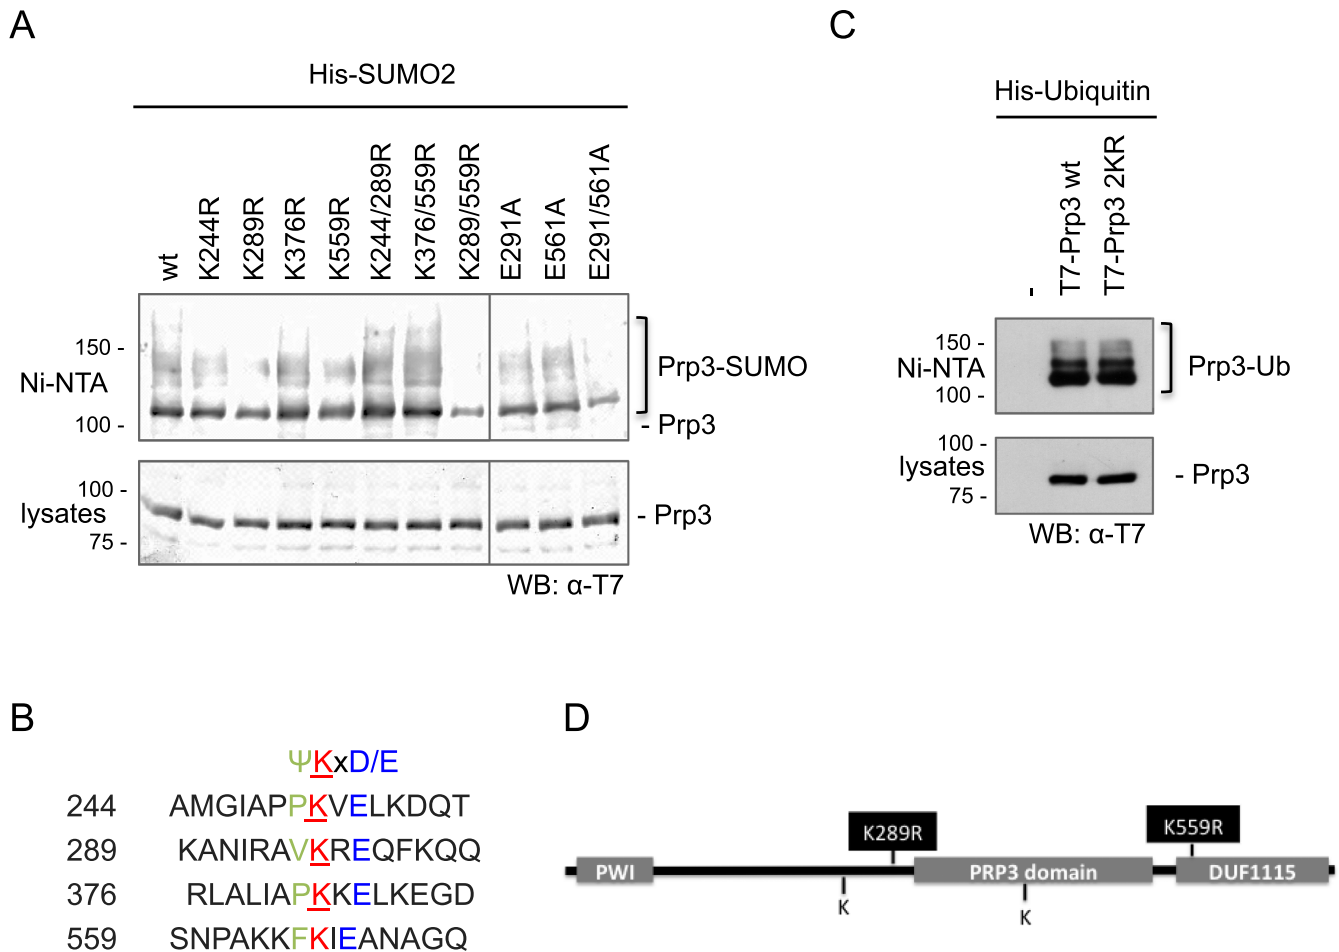 A
His-SUMO2
wt
K244R
K289R
K376R
K559R
K244/289R
K376/559R
K289/559R
E291A
E561A
E291/561A
150 -
Ni-NTA
100 -
Prp3-SUMO
- Prp3
100 -
lysates
75 -
- Prp3
WB: α-T7
C
His-Ubiquitin
-
T7-Prp3 wt
T7-Prp3 2KR
150 -
Ni-NTA
100 -
Prp3-Ub
100 -
lysates
75 -
- Prp3
WB: α-T7
B
ΨKxD/E
244 AMGIAPPKVELKDQT
289 KANIRAVKREQFKQQ
376 RLALIAPKKELKEGD
559 SNPAKKFKIEANAGQ
D
K289R
K559R
PWI
PRP3 domain
DUF1115
K
K